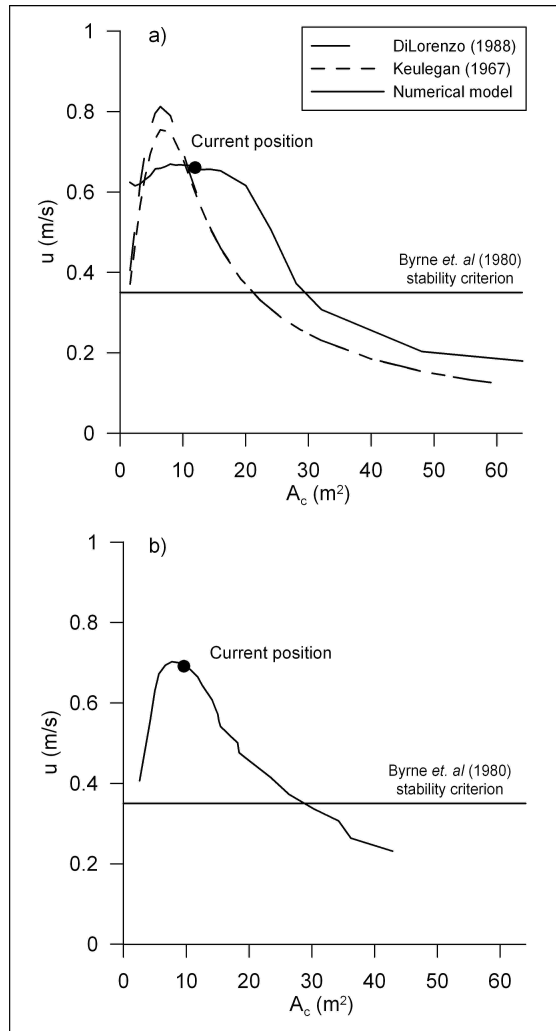 a)
DiLorenzo (1988)
Keulegan (1967)
Numerical model
1
0.8
0.6
0.4
0.2
0
u (m/s)
Current position
Byrne et. al (1980)
stability criterion
0 10 20 30 40 50 60
A_c (m²)
b)
1
0.8
0.6
0.4
0.2
0
u (m/s)
Current position
Byrne et. al (1980)
stability criterion
0 10 20 30 40 50 60
A_c (m²)